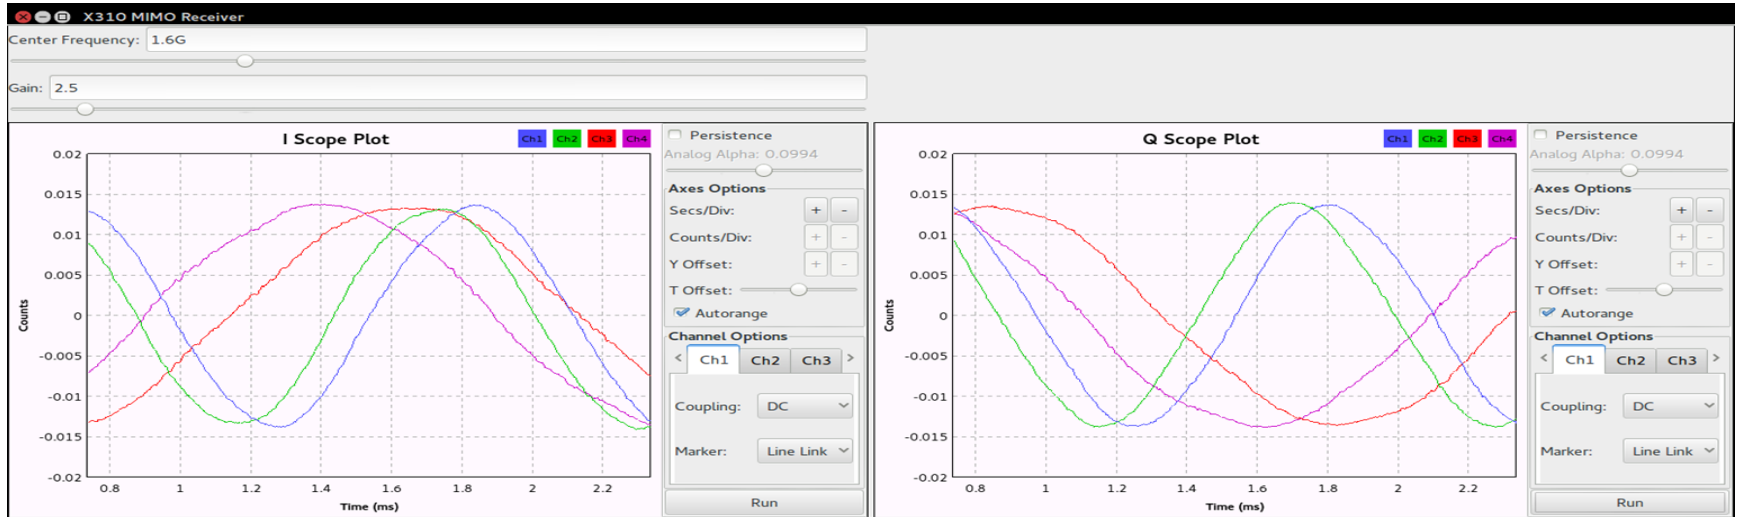 X310 MIMO Receiver
Center Frequency: 1.6G
Gain: 2.5
I Scope Plot
Ch1 Ch2 Ch3 Ch4
0.02
0.015
0.01
0.005
0
-0.005
-0.01
-0.015
-0.02
Counts
0.8 1 1.2 1.4 1.6 1.8 2 2.2
Time (ms)
Persistence
Analog Alpha: 0.0994
Axes Options
Secs/Div: + -
Counts/Div: + -
Y Offset: + -
T Offset:
Autorange
Channel Options
< Ch1 Ch2 Ch3 >
Coupling: DC
Marker: Line Link
Run
Q Scope Plot
Ch1 Ch2 Ch3 Ch4
0.02
0.015
0.01
0.005
0
-0.005
-0.01
-0.015
-0.02
Counts
0.8 1 1.2 1.4 1.6 1.8 2 2.2
Time (ms)
Persistence
Analog Alpha: 0.0994
Axes Options
Secs/Div: + -
Counts/Div: + -
Y Offset: + -
T Offset:
Autorange
Channel Options
< Ch1 Ch2 Ch3 >
Coupling: DC
Marker: Line Link
Run